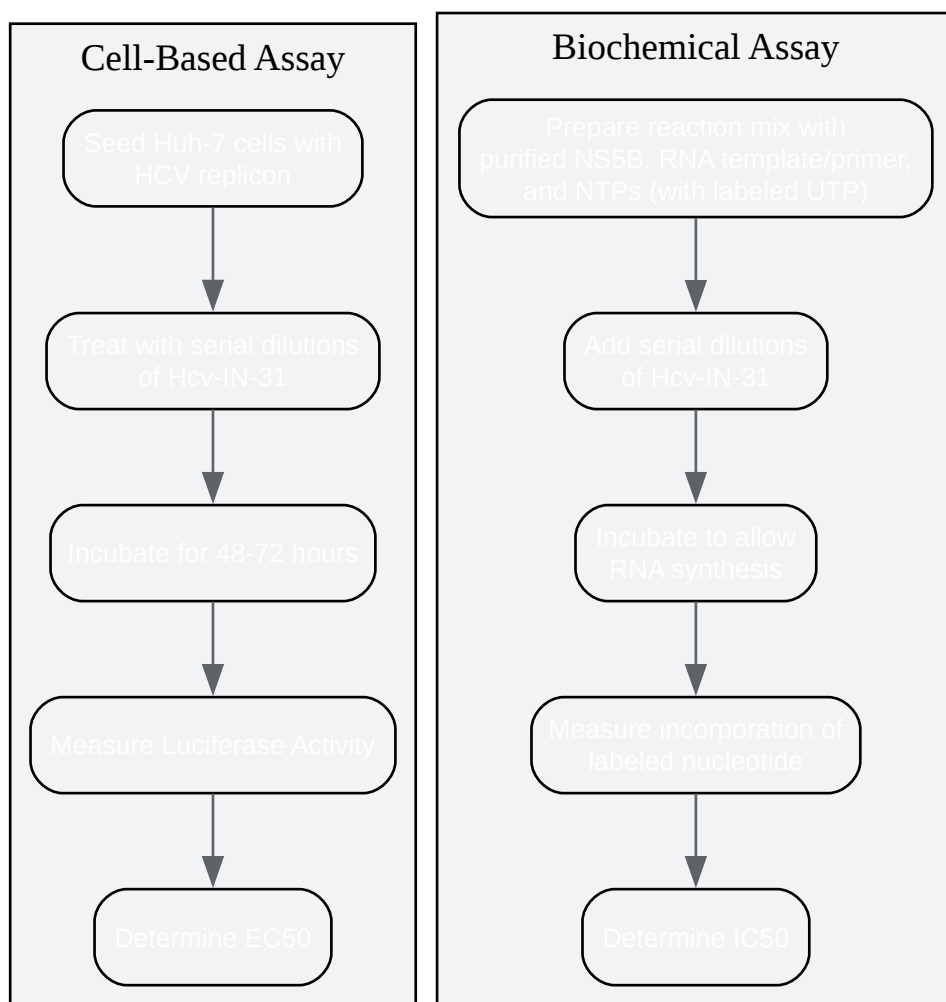 Cell-Based Assay
Seed Huh-7 cells with
HCV replicon
Treat with serial dilutions
of Hcv-IN-31
Incubate for 48-72 hours
Measure Luciferase Activity
Determine EC50
Biochemical Assay
Prepare reaction mix with
purified NS5B, RNA template/primer,
and NTPs (with labeled UTP)
Add serial dilutions
of Hcv-IN-31
Incubate to allow
RNA synthesis
Measure incorporation of
labeled nucleotide
Determine IC50